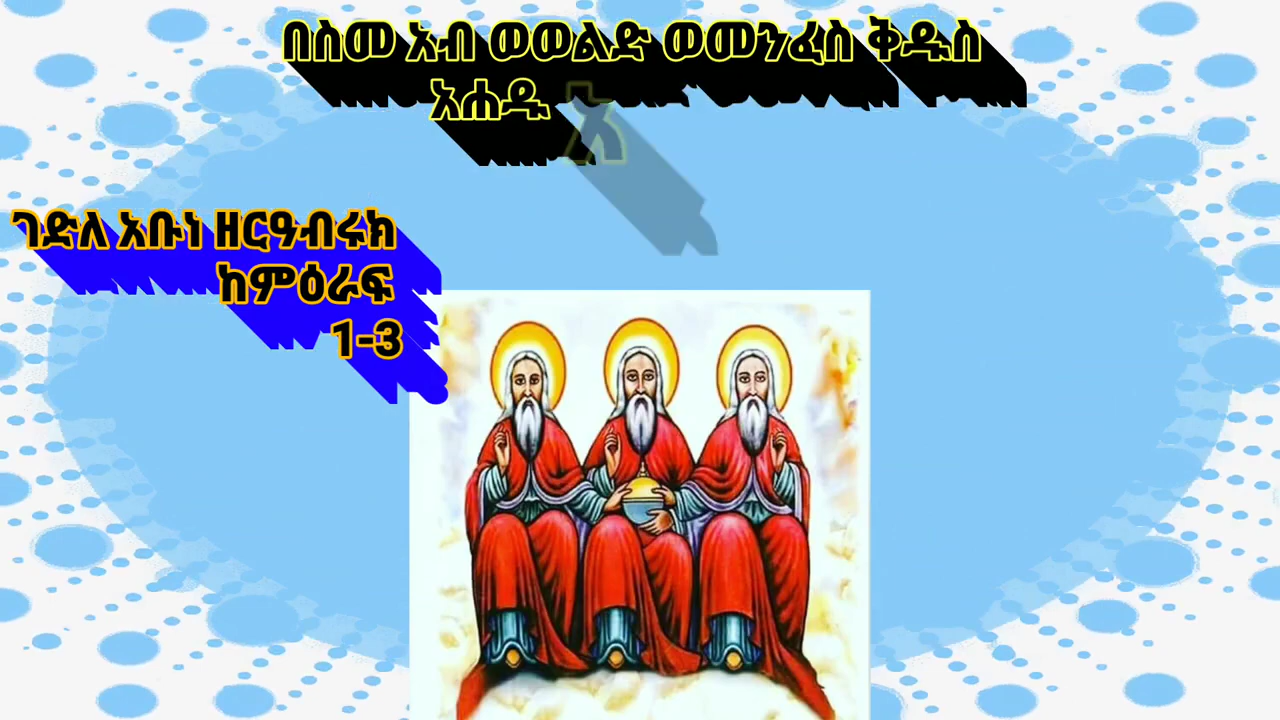 በስመ አብ ወወልድ ወመንፈስ ቅዱስ
አሐዱ አ
ገድለ አቡነ ዘርዓብሩክ
ከምዕራፍ
1-3